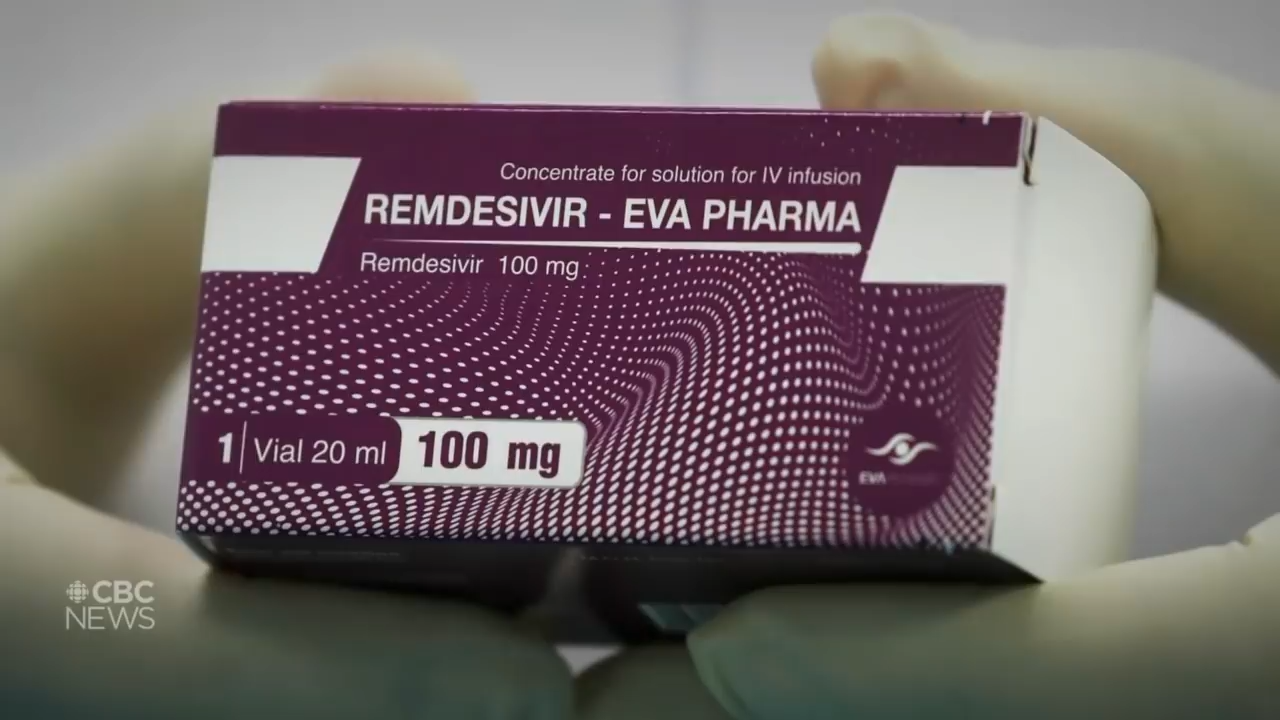 Concentrate for solution for IV infusion
REMDESIVIR - EVA PHARMA
Remdesivir 100 mg
1 Vial 20 ml 100 mg
EVA
CBC
NEWS